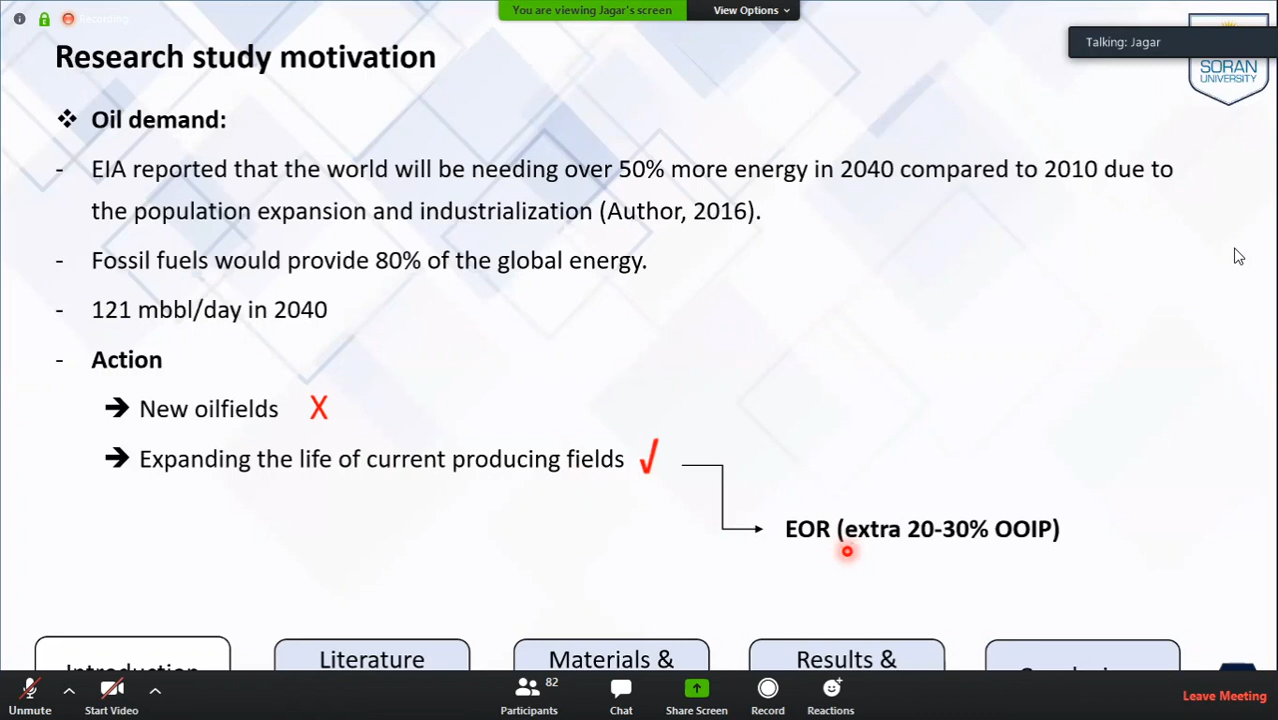 Recording
You are viewing Jagar's screen
View Options
Talking: Jagar
SORAN
UNIVERSITY
Research study motivation
❖ Oil demand:
- EIA reported that the world will be needing over 50% more energy in 2040 compared to 2010 due to
the population expansion and industrialization (Author, 2016).
- Fossil fuels would provide 80% of the global energy.
- 121 mbbl/day in 2040
- Action
➔ New oilfields X
➔ Expanding the life of current producing fields √
EOR (extra 20-30% OOIP)
Introduction
Literature
Materials &
Results &
82
Unmute
Start Video
Participants
Chat
Share Screen
Record
Reactions
Leave Meeting